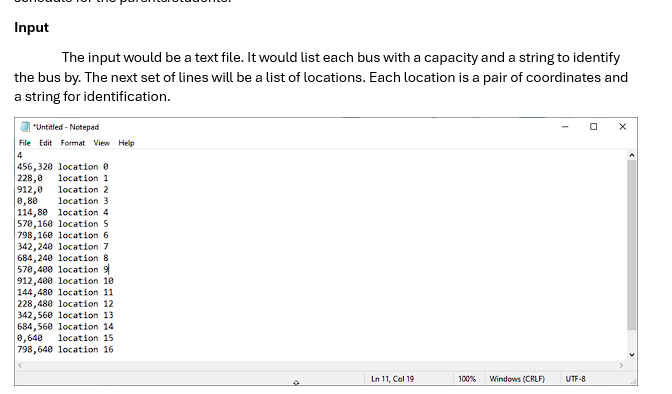 schedule for the parents/students.
Input
The input would be a text file. It would list each bus with a capacity and a string to identify
the bus by. The next set of lines will be a list of locations. Each location is a pair of coordinates and
a string for identification.
*Untitled - Notepad
File Edit Format View Help
4
456,320 location 0
228,0 location 1
912,0 location 2
0,80 location 3
114,80 location 4
570,160 location 5
798,160 location 6
342,240 location 7
684,240 location 8
570,400 location 9
912,400 location 10
144,480 location 11
228,480 location 12
342,560 location 13
684,560 location 14
0,640 location 15
798,640 location 16
Ln 11, Col 19 100% Windows (CRLF) UTF-8